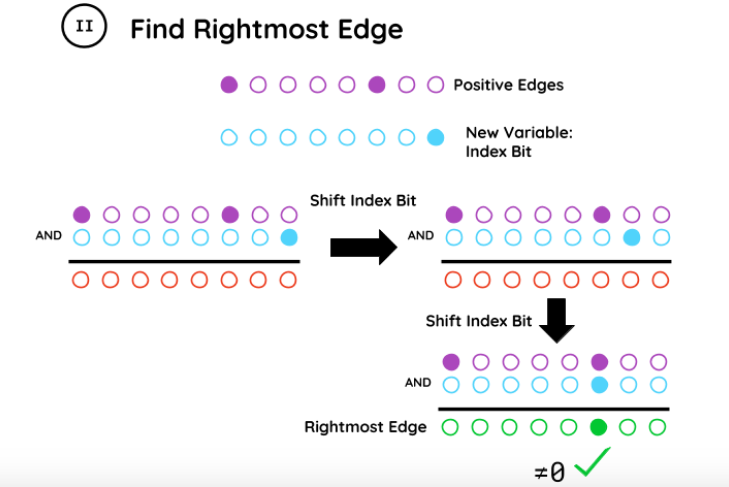 II Find Rightmost Edge
Positive Edges
New Variable:
Index Bit
Shift Index Bit
AND
AND
Shift Index Bit
AND
Rightmost Edge
≠0